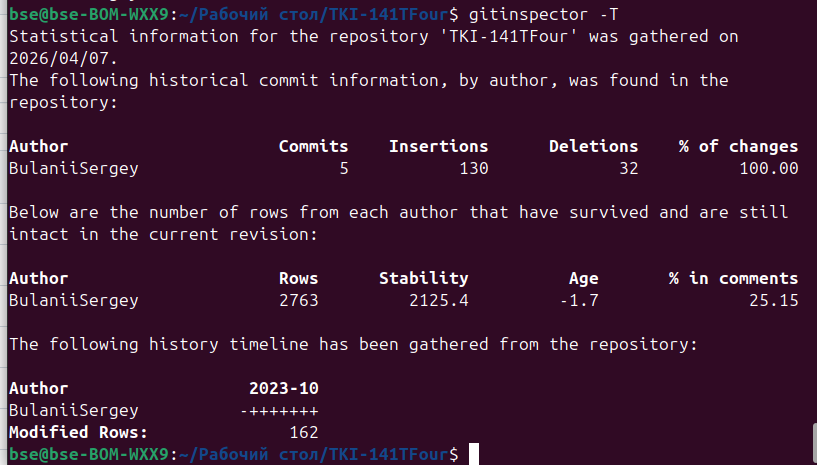 bse@bse-BOM-WXX9:~/Рабочий стол/TKI-141TFour$ gitinspector -T
Statistical information for the repository 'TKI-141TFour' was gathered on
2026/04/07.
The following historical commit information, by author, was found in the
repository:
Author Commits Insertions Deletions % of changes
BulaniiSergey 5 130 32 100.00
Below are the number of rows from each author that have survived and are still
intact in the current revision:
Author Rows Stability Age % in comments
BulaniiSergey 2763 2125.4 -1.7 25.15
The following history timeline has been gathered from the repository:
Author 2023-10
BulaniiSergey -+++++++
Modified Rows: 162
bse@bse-BOM-WXX9:~/Рабочий стол/TKI-141TFour$